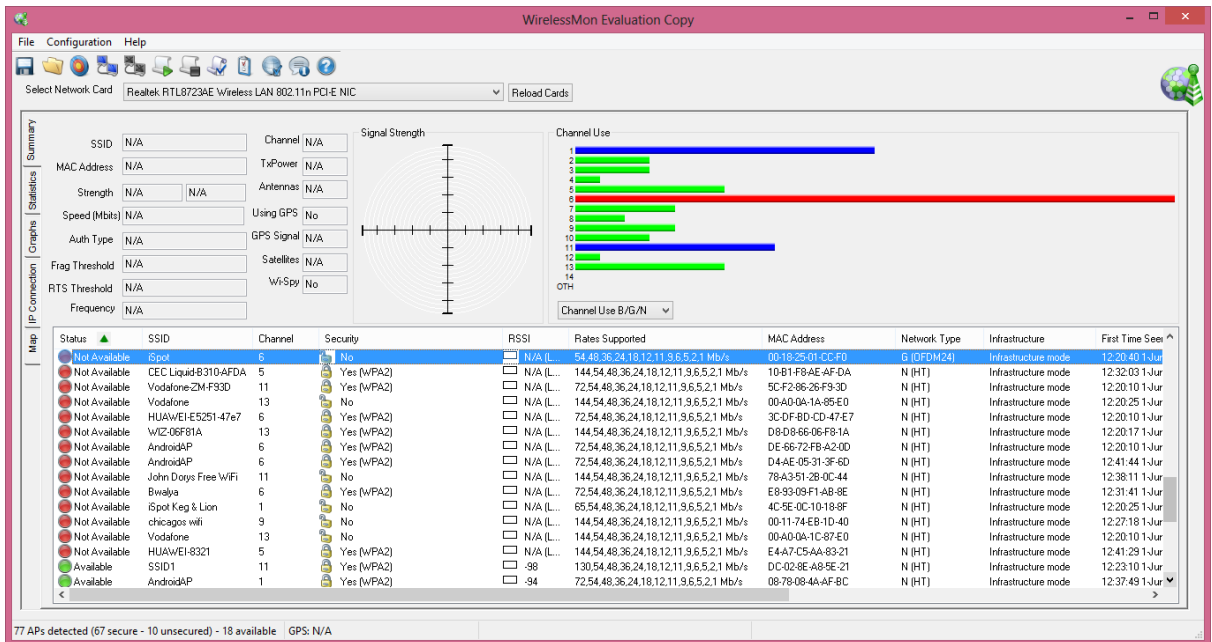 WirelessMon Evaluation Copy
File Configuration Help
Select Network Card Realtek RTL8723AE Wireless LAN 802.11n PCI-E NIC Reload Cards
Summary
Statistics
Graphs
IP Connection
Map
SSID N/A
MAC Address N/A
Strength N/A N/A
Speed (Mbits) N/A
Auth Type N/A
Frag Threshold N/A
RTS Threshold N/A
Frequency N/A
Channel N/A
TxPower N/A
Antennas N/A
Using GPS No
GPS Signal N/A
Satellites N/A
Wi-Spy No
Signal Strength
Channel Use
1
2
3
4
5
6
7
8
9
10
11
12
13
14
OTH
Channel Use B/G/N
Status SSID Channel Security RSSI Rates Supported MAC Address Network Type Infrastructure First Time Seer
Not Available iSpot 6 No N/A (L... 54,48,36,24,18,12,11,9,6,5,2,1 Mb/s 00-18-25-01-CC-F0 G (OFDM24) Infrastructure mode 12:20:40 1-Jur
Not Available CEC Liquid-B310-AFDA 5 Yes (WPA2) N/A (L... 144,54,48,36,24,18,12,11,9,6,5,2,1 Mb/s 10-B1-F8-AE-AF-DA N (HT) Infrastructure mode 12:32:03 1-Jur
Not Available Vodafone-ZM-F93D 11 Yes (WPA2) N/A (L... 72,54,48,36,24,18,12,11,9,6,5,2,1 Mb/s 5C-F2-86-26-F9-3D N (HT) Infrastructure mode 12:20:10 1-Jur
Not Available Vodafone 13 No N/A (L... 144,54,48,36,24,18,12,11,9,6,5,2,1 Mb/s 00-A0-0A-1A-85-E0 N (HT) Infrastructure mode 12:20:25 1-Jur
Not Available HUAWEI-E5251-47e7 6 Yes (WPA2) N/A (L... 72,54,48,36,24,18,12,11,9,6,5,2,1 Mb/s 3C-DF-BD-CD-47-E7 N (HT) Infrastructure mode 12:20:10 1-Jur
Not Available WIZ-06F81A 13 Yes (WPA2) N/A (L... 144,54,48,36,24,18,12,11,9,6,5,2,1 Mb/s D8-D8-66-06-F8-1A N (HT) Infrastructure mode 12:20:17 1-Jur
Not Available AndroidAP 6 Yes (WPA2) N/A (L... 72,54,48,36,24,18,12,11,9,6,5,2,1 Mb/s DE-66-72-FB-A2-0D N (HT) Infrastructure mode 12:20:10 1-Jur
Not Available AndroidAP 6 Yes (WPA2) N/A (L... 72,54,48,36,24,18,12,11,9,6,5,2,1 Mb/s D4-AE-05-31-3F-6D N (HT) Infrastructure mode 12:41:44 1-Jur
Not Available John Dorys Free WiFi 11 No N/A (L... 144,54,48,36,24,18,12,11,9,6,5,2,1 Mb/s 78-A3-51-2B-0C-44 N (HT) Infrastructure mode 12:38:11 1-Jur
Not Available Bwalya 6 Yes (WPA2) N/A (L... 72,54,48,36,24,18,12,11,9,6,5,2,1 Mb/s E8-93-09-F1-AB-8E N (HT) Infrastructure mode 12:31:41 1-Jur
Not Available iSpot Keg & Lion 1 No N/A (L... 65,54,48,36,24,18,12,11,9,6,5,2,1 Mb/s 4C-5E-0C-10-18-8F N (HT) Infrastructure mode 12:20:25 1-Jur
Not Available chicagos wifi 9 No N/A (L... 144,54,48,36,24,18,12,11,9,6,5,2,1 Mb/s 00-11-74-EB-1D-40 N (HT) Infrastructure mode 12:27:18 1-Jur
Not Available Vodafone 13 No N/A (L... 144,54,48,36,24,18,12,11,9,6,5,2,1 Mb/s 00-A0-0A-1C-87-E0 N (HT) Infrastructure mode 12:20:10 1-Jur
Not Available HUAWEI-8321 5 Yes (WPA2) N/A (L... 144,54,48,36,24,18,12,11,9,6,5,2,1 Mb/s E4-A7-C5-AA-83-21 N (HT) Infrastructure mode 12:41:29 1-Jur
Available SSID1 11 Yes (WPA2) -98 130,54,48,36,24,18,12,11,9,6,5,2,1 Mb/s DC-02-8E-A8-5E-21 N (HT) Infrastructure mode 12:23:10 1-Jur
Available AndroidAP 1 Yes (WPA2) -94 72,54,48,36,24,18,12,11,9,6,5,2,1 Mb/s 08-78-08-4A-AF-BC N (HT) Infrastructure mode 12:37:49 1-Jur
77 APs detected (67 secure - 10 unsecured) - 18 available GPS: N/A